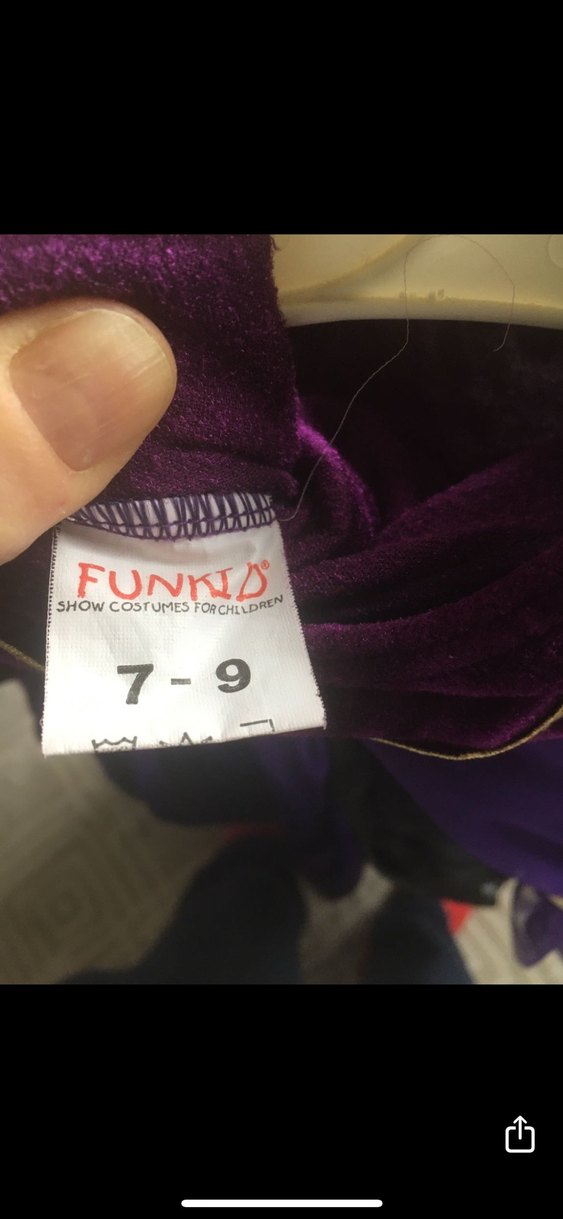 FUNKID®
SHOW COSTUMES FOR CHILDREN
7 - 9